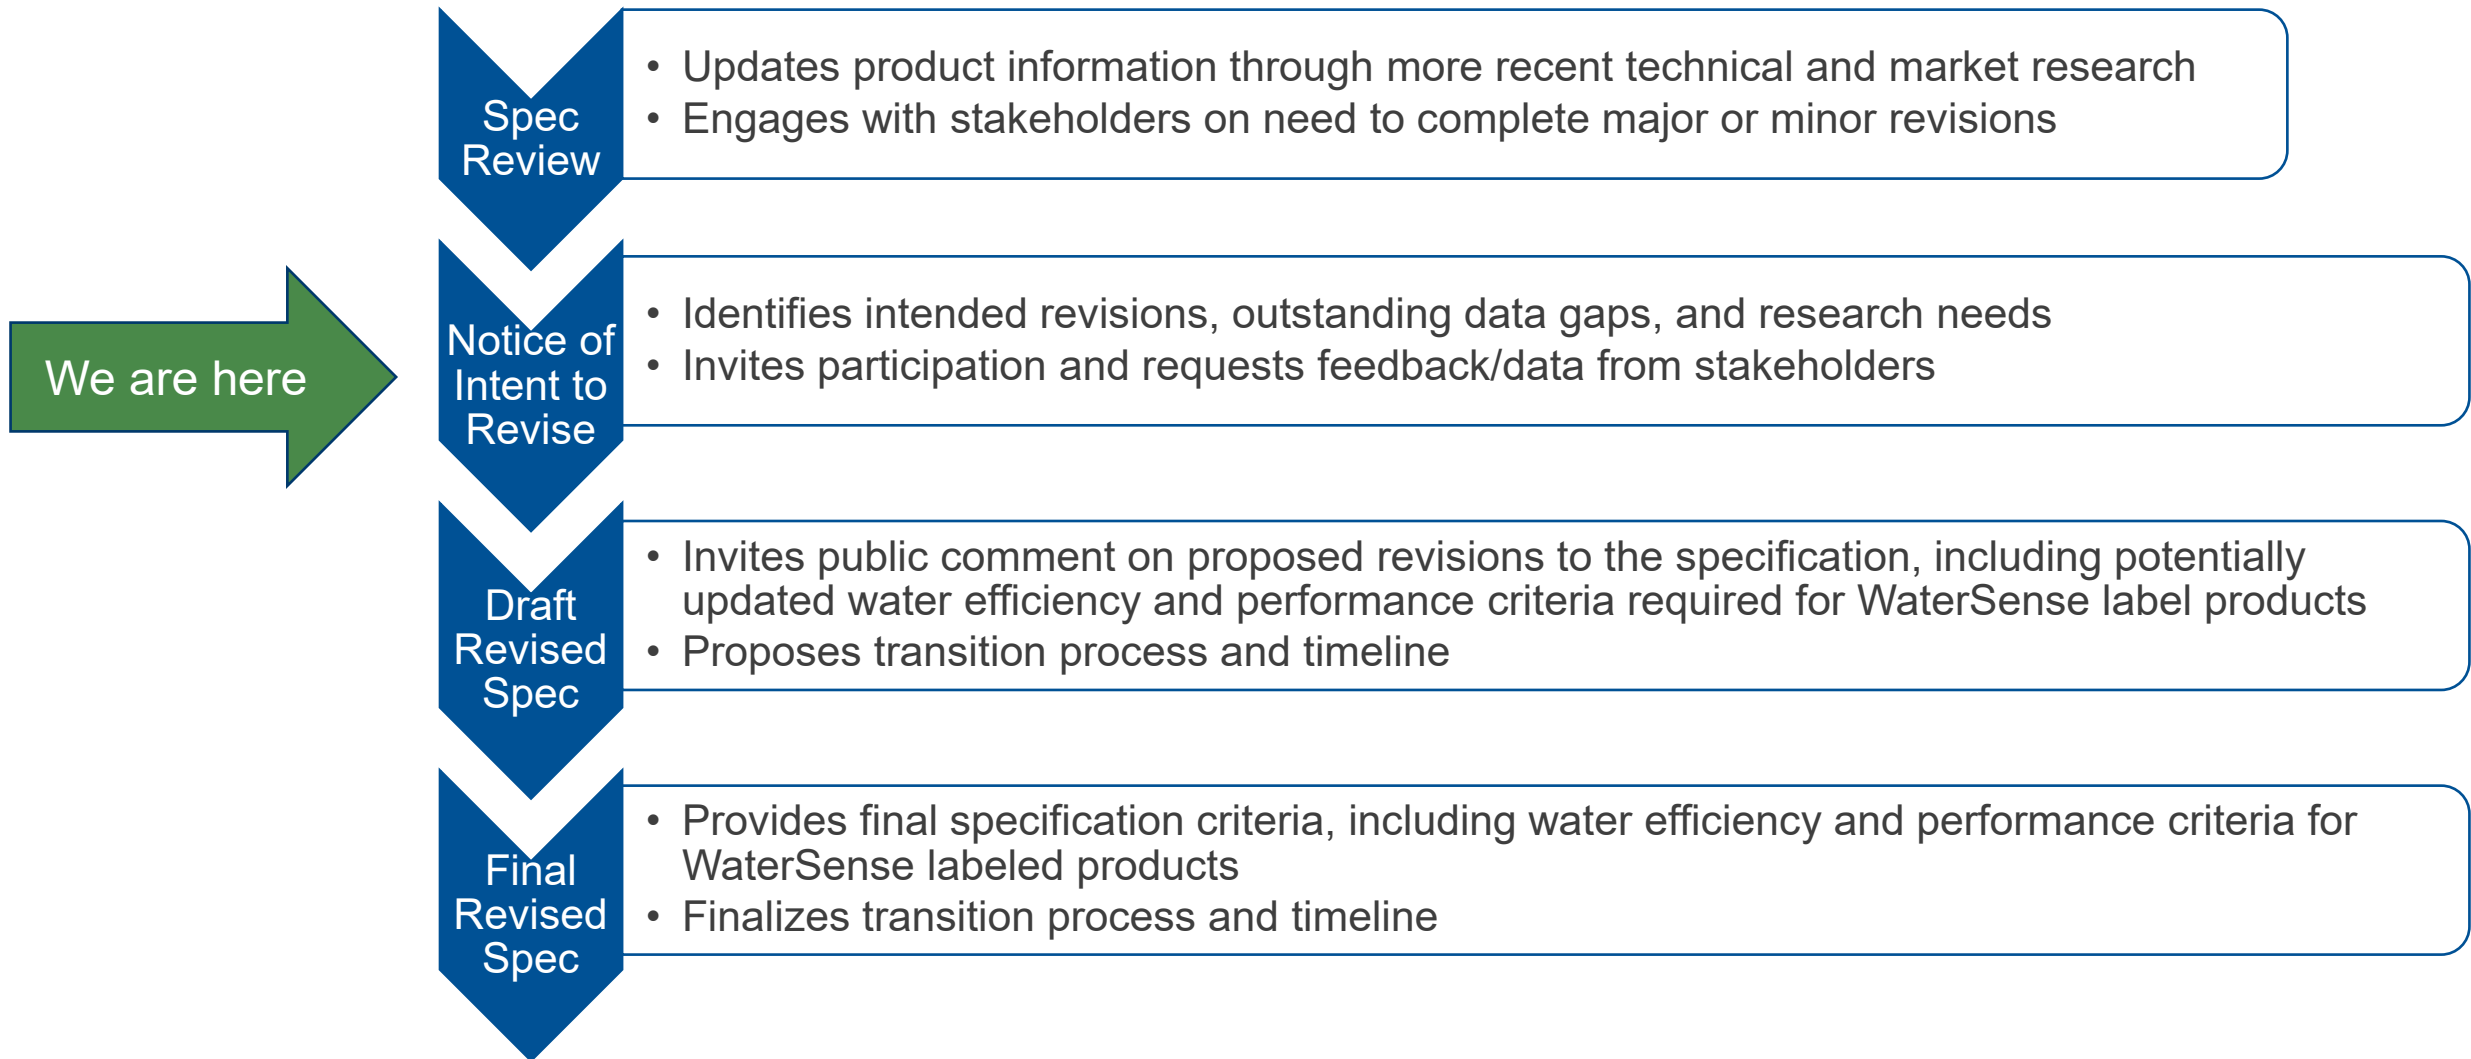 Spec
Review
• Updates product information through more recent technical and market research
• Engages with stakeholders on need to complete major or minor revisions
We are here
Notice of
Intent to
Revise
• Identifies intended revisions, outstanding data gaps, and research needs
• Invites participation and requests feedback/data from stakeholders
Draft
Revised
Spec
• Invites public comment on proposed revisions to the specification, including potentially
updated water efficiency and performance criteria required for WaterSense label products
• Proposes transition process and timeline
Final
Revised
Spec
• Provides final specification criteria, including water efficiency and performance criteria for
WaterSense labeled products
• Finalizes transition process and timeline